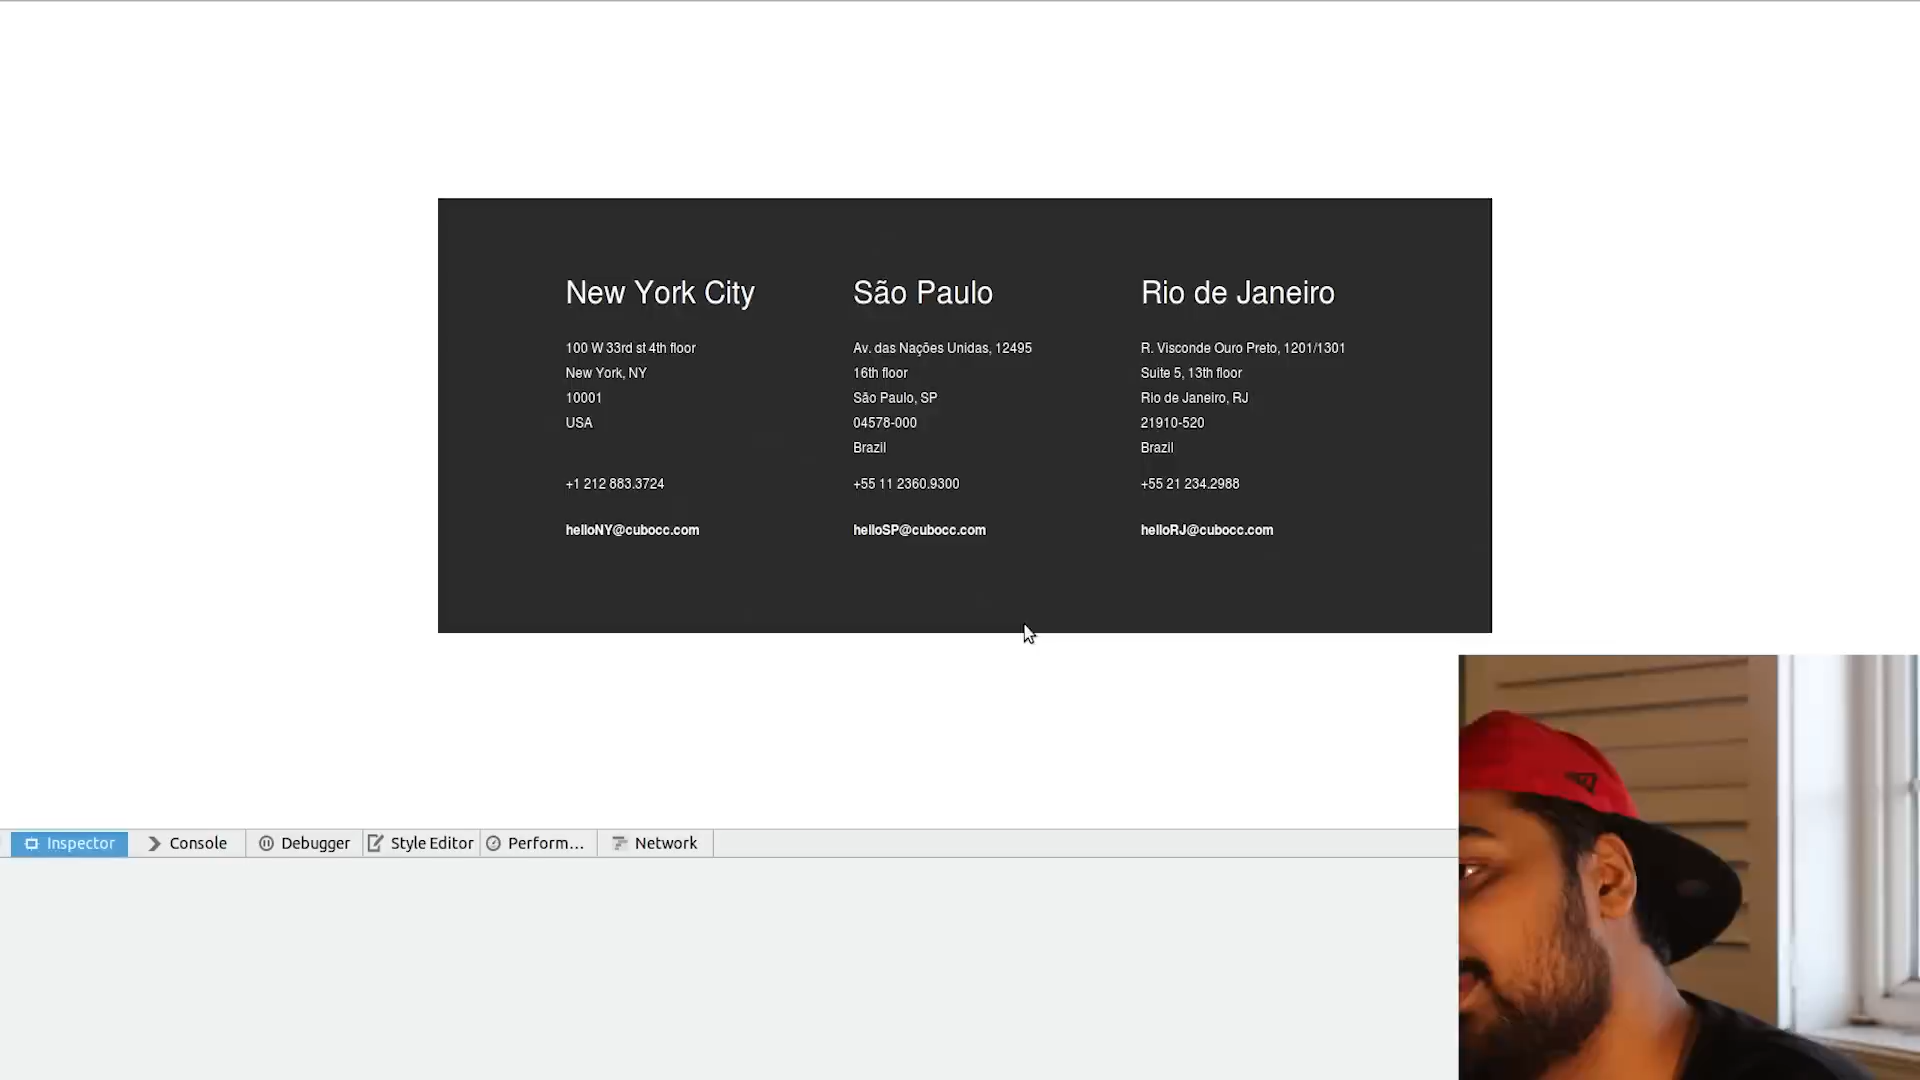 New York City
100 W 33rd st 4th floor
New York, NY
10001
USA
+1 212 883.3724
helloNY@cubocc.com
São Paulo
Av. das Nações Unidas, 12495
16th floor
São Paulo, SP
04578-000
Brazil
+55 11 2360.9300
helloSP@cubocc.com
Rio de Janeiro
R. Visconde Ouro Preto, 1201/1301
Suite 5, 13th floor
Rio de Janeiro, RJ
21910-520
Brazil
+55 21 234.2988
helloRJ@cubocc.com
Inspector Console Debugger Style Editor Perform... Network